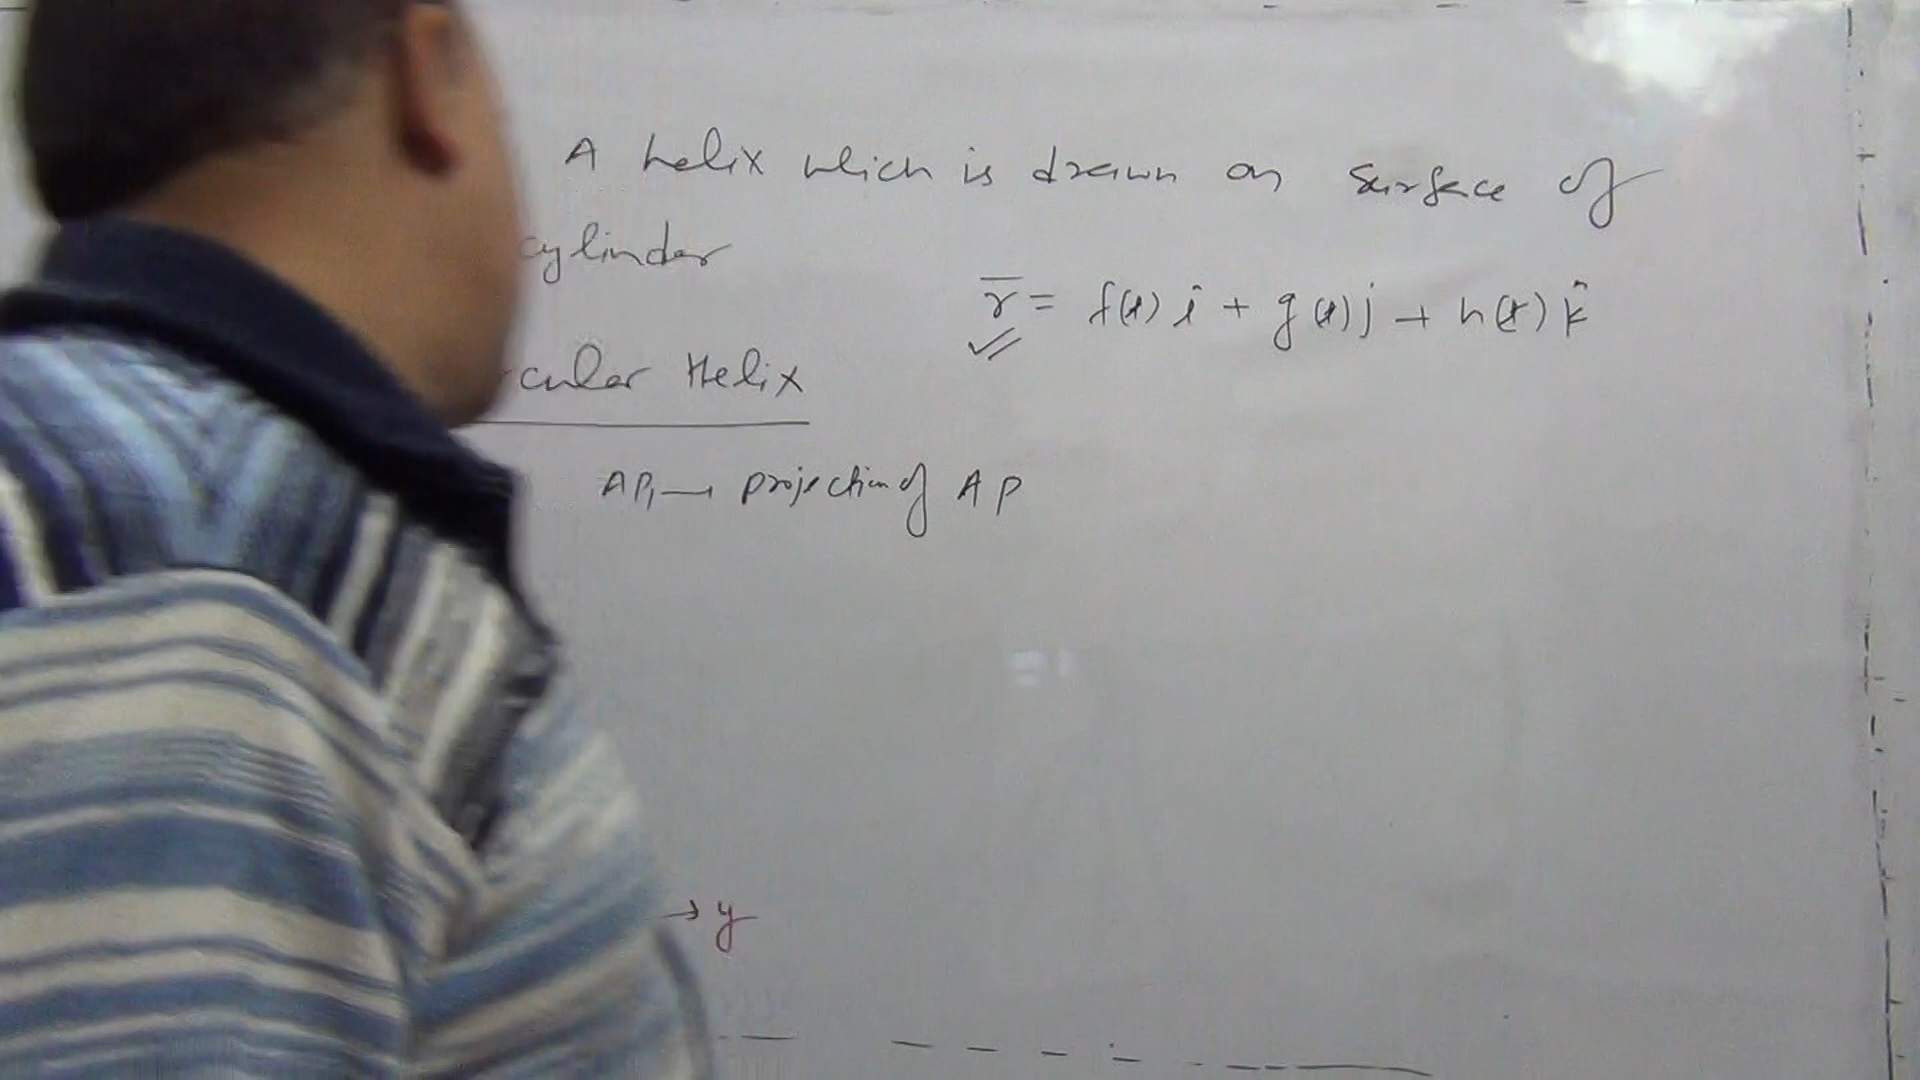 A helix which is drawn on surface of
cylinder
r̅ = f(t) î + g(t) j + h(t) k̂
cular Helix
AP₁ → projection of AP
→ y